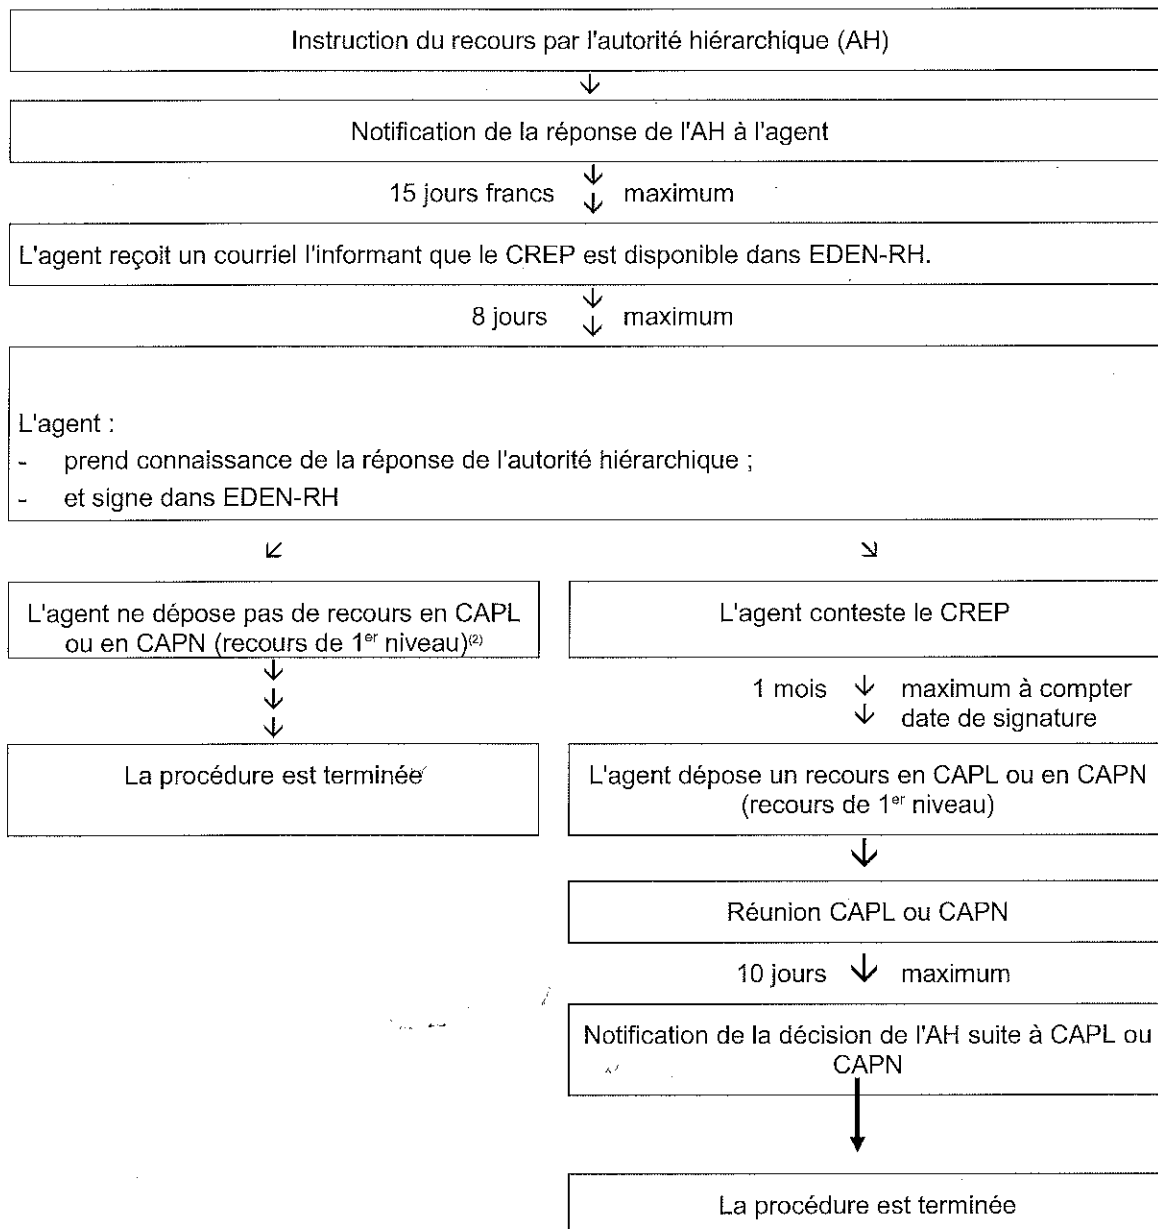 Instruction du recours par l'autorité hiérarchique (AH)
Notification de la réponse de l'AH à l'agent
15 jours francs maximum
L'agent reçoit un courriel l'informant que le CREP est disponible dans EDEN-RH.
8 jours maximum
L'agent :
- prend connaissance de la réponse de l'autorité hiérarchique ;
- et signe dans EDEN-RH
L'agent ne dépose pas de recours en CAPL
ou en CAPN (recours de 1er niveau)(2)
La procédure est terminée
L'agent conteste le CREP
1 mois maximum à compter
date de signature
L'agent dépose un recours en CAPL ou en CAPN
(recours de 1er niveau)
Réunion CAPL ou CAPN
10 jours maximum
Notification de la décision de l'AH suite à CAPL ou
CAPN
La procédure est terminée